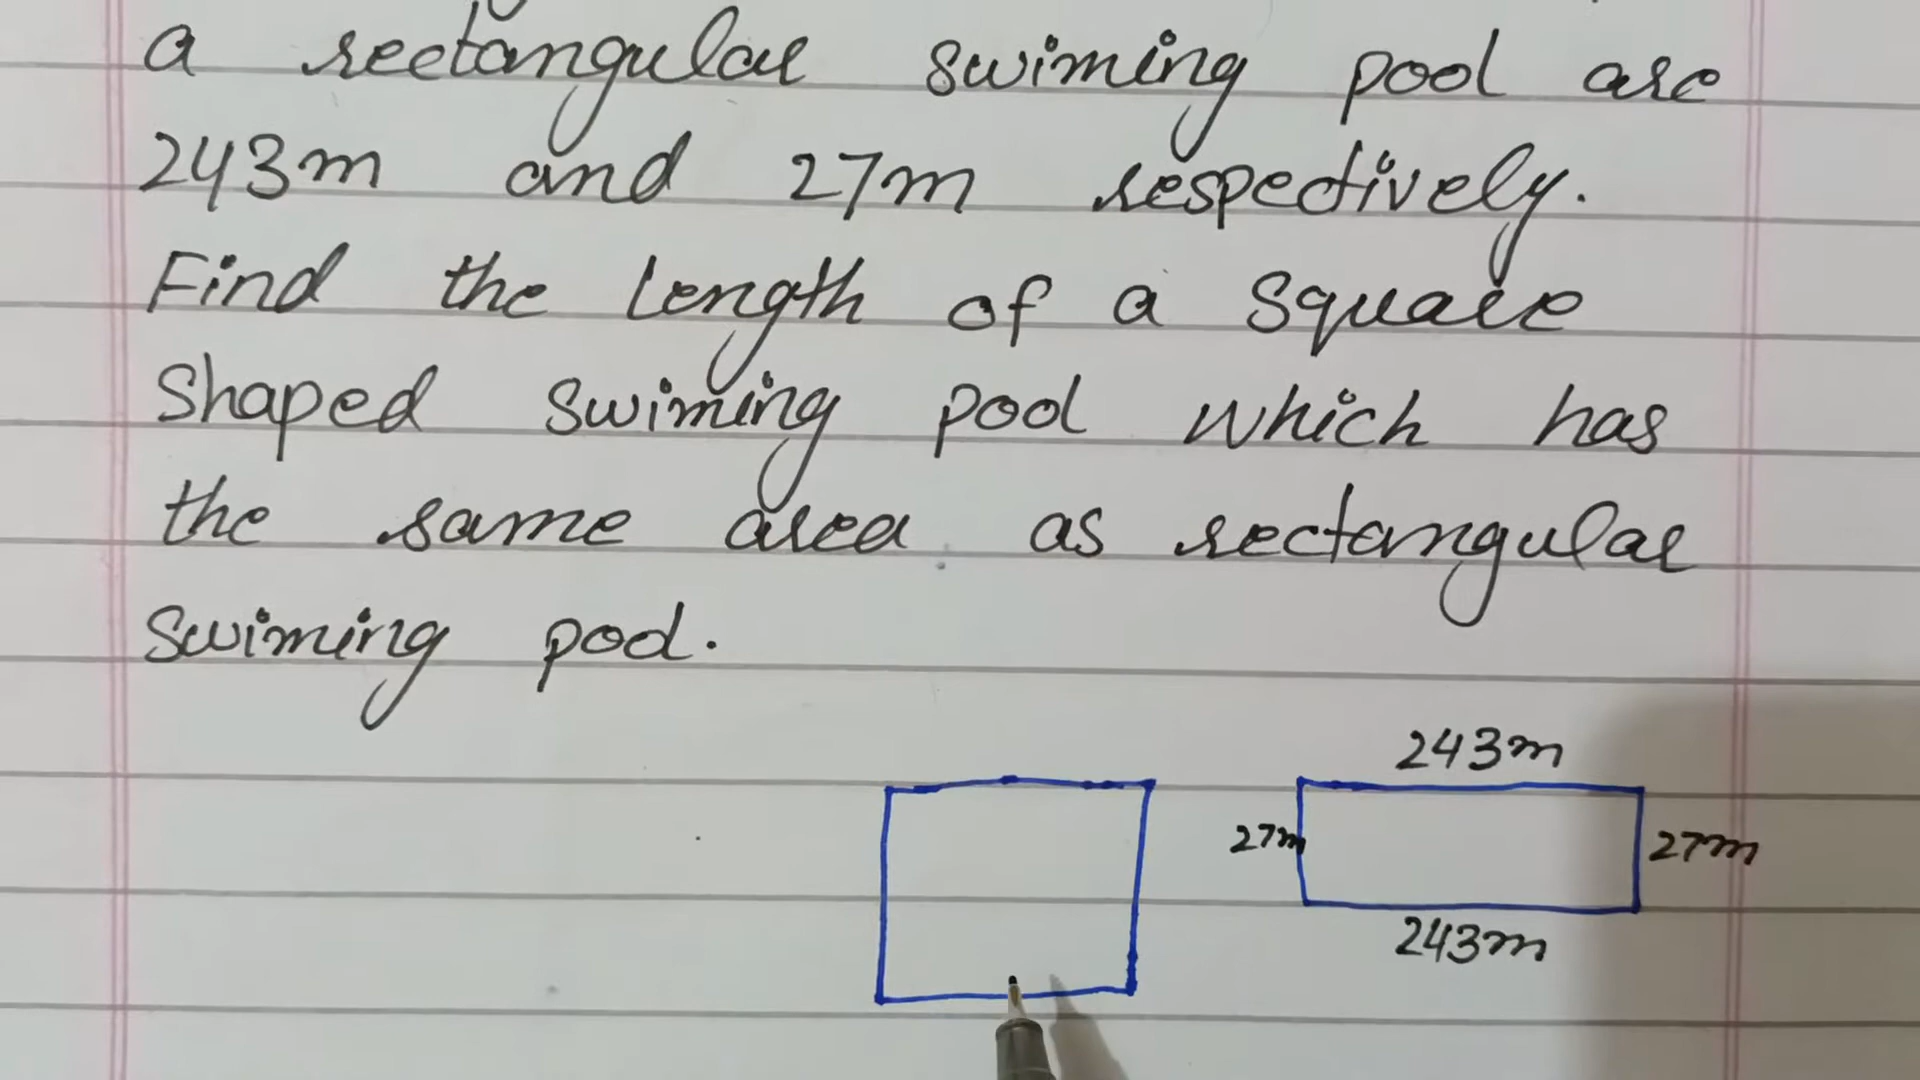 a rectangular swiming pool are
243m and 27m respectively.
Find the length of a square
shaped swiming pool which has
the same area as rectangular
swiming pool.
243m
27m
27m
243m